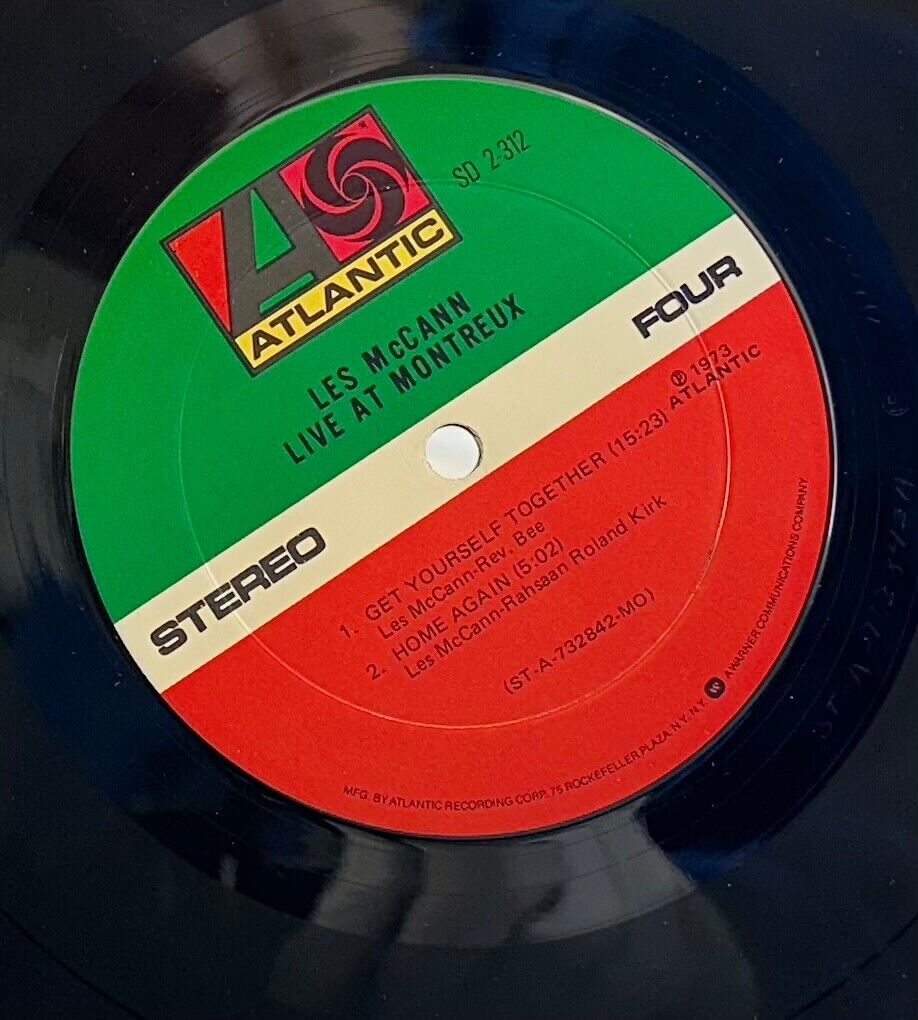 A
ATLANTIC
SD 2-312
LES McCANN
LIVE AT MONTREUX
STEREO
FOUR
℗ 1973
ATLANTIC
1. GET YOURSELF TOGETHER (15:23)
Les McCann-Rev. Bee
2. HOME AGAIN (5:02)
Les McCann-Rahsaan Roland Kirk
(ST-A-732842-MO)
MFG. BY ATLANTIC RECORDING CORP. 75 ROCKEFELLER PLAZA, N.Y. N.Y. A WARNER COMMUNICATIONS COMPANY